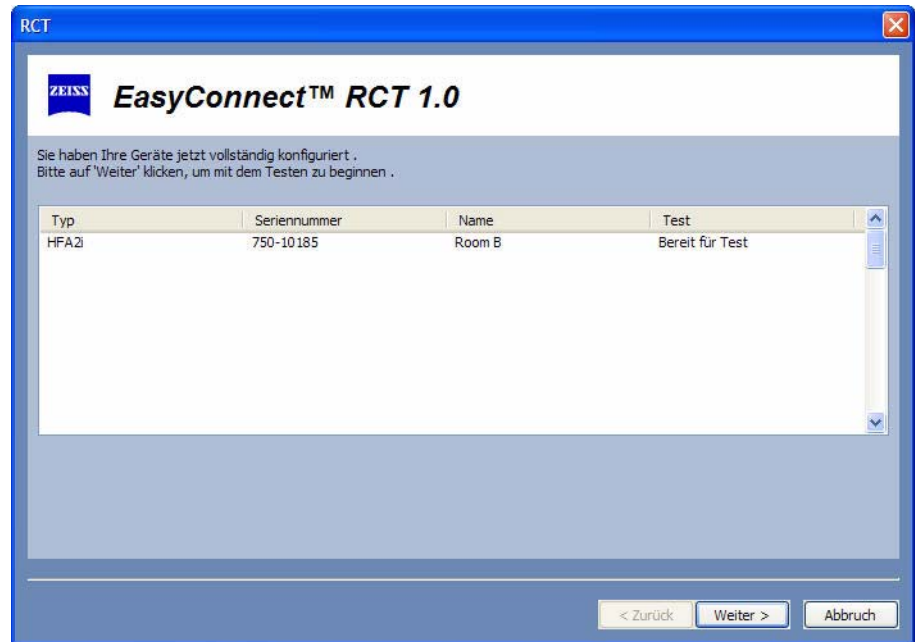 RCT
ZEISS
EasyConnect™ RCT 1.0
Sie haben Ihre Geräte jetzt vollständig konfiguriert .
Bitte auf 'Weiter' klicken, um mit dem Testen zu beginnen .
Typ Seriennummer Name Test
HFA2i 750-10185 Room B Bereit für Test
< Zurück Weiter > Abbruch